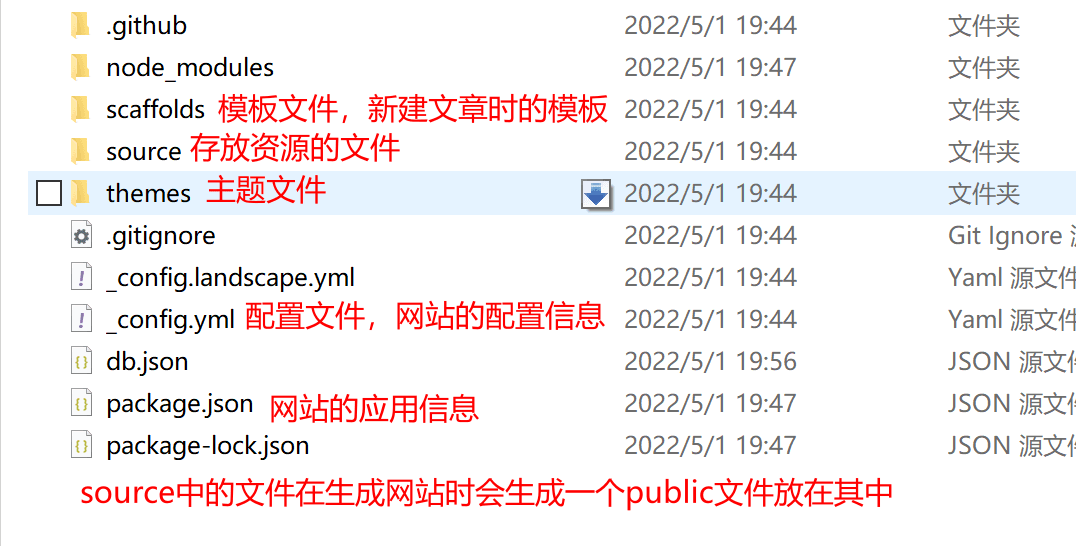 .github 2022/5/1 19:44 文件夹
node_modules 2022/5/1 19:47 文件夹
scaffolds 模板文件，新建文章时的模板 2022/5/1 19:44 文件夹
source 存放资源的文件 2022/5/1 19:44 文件夹
themes 主题文件 2022/5/1 19:44 文件夹
.gitignore 2022/5/1 19:44 Git Ignore
_config.landscape.yml 2022/5/1 19:44 Yaml 源文件
_config.yml 配置文件，网站的配置信息 2022/5/1 19:44 Yaml 源文件
db.json 2022/5/1 19:56 JSON 源文件
package.json 网站的应用信息 2022/5/1 19:47 JSON 源文件
package-lock.json 2022/5/1 19:47 JSON 源文件
source中的文件在生成网站时会生成一个public文件放在其中